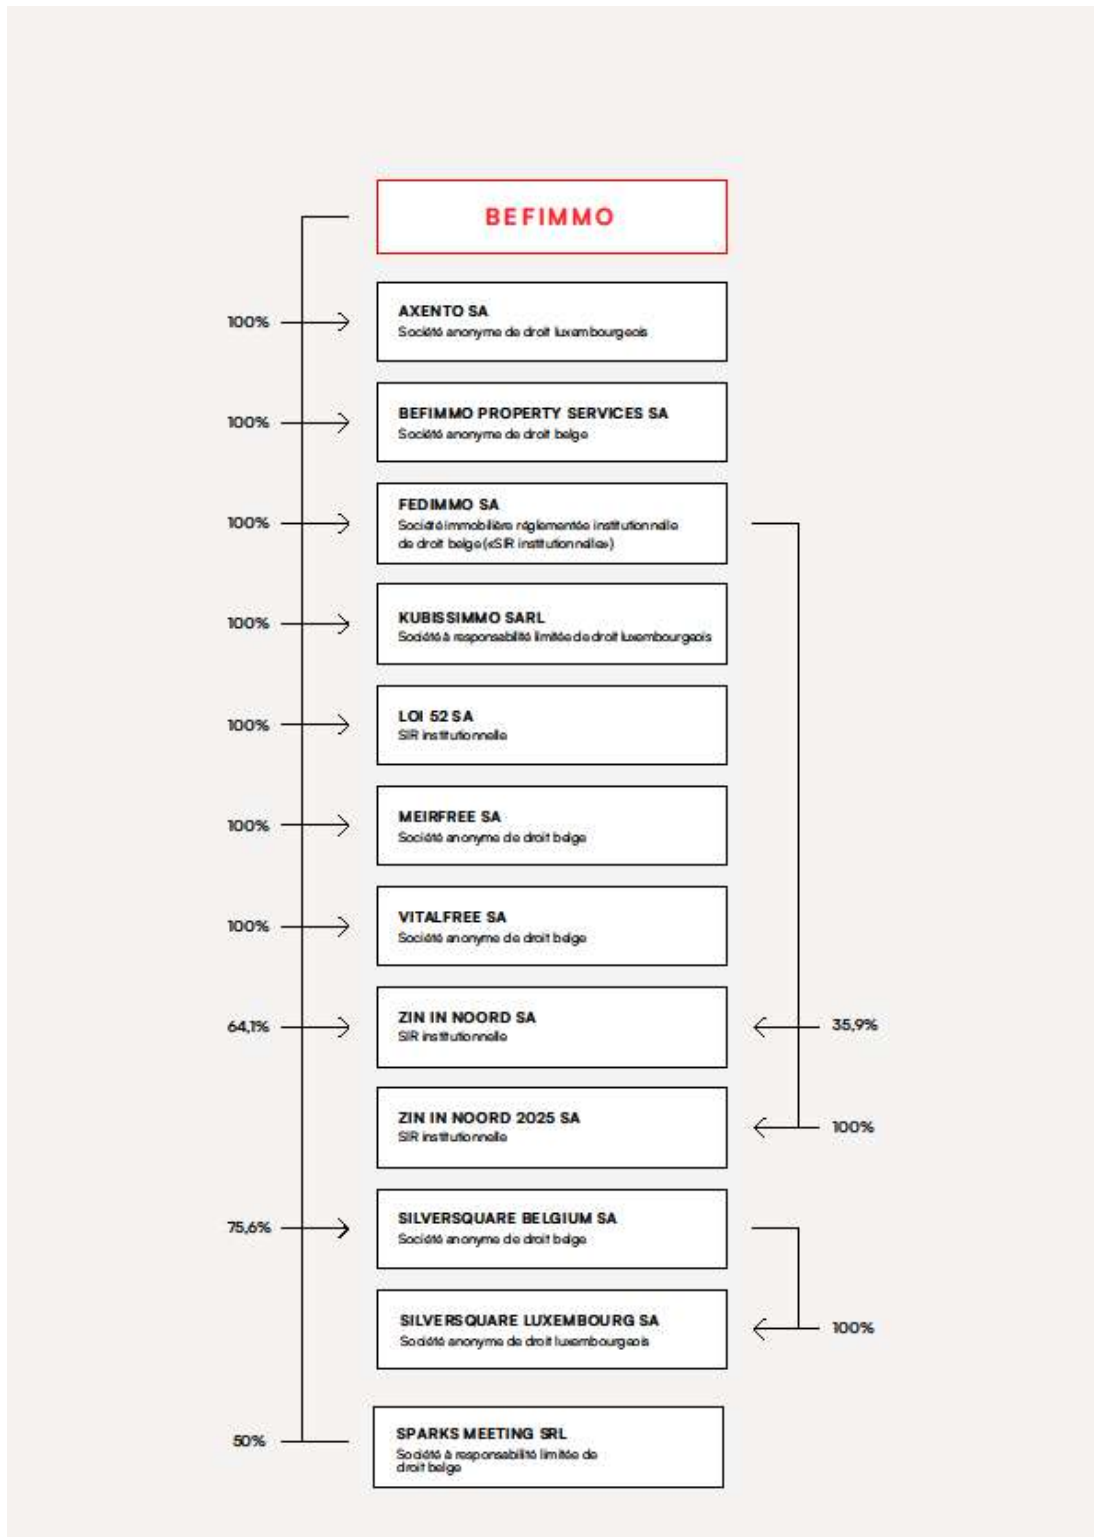 BEFIMMO
100%
AXENTO SA
Société anonyme de droit luxembourgeois
100%
BEFIMMO PROPERTY SERVICES SA
Société anonyme de droit belge
100%
FEDIMMO SA
Société immobilière réglementée institutionnelle
de droit belge («SIR institutionnelle»)
100%
KUBISSIMMO SARL
Société à responsabilité limitée de droit luxembourgeois
100%
LOI 52 SA
SIR institutionnelle
100%
MEIRFREE SA
Société anonyme de droit belge
100%
VITALFREE SA
Société anonyme de droit belge
64,1%
ZIN IN NOORD SA
SIR institutionnelle
35,9%
ZIN IN NOORD 2025 SA
SIR institutionnelle
100%
75,6%
SILVERSQUARE BELGIUM SA
Société anonyme de droit belge
SILVERSQUARE LUXEMBOURG SA
Société anonyme de droit luxembourgeois
100%
50%
SPARKS MEETING SRL
Société à responsabilité limitée de
droit belge